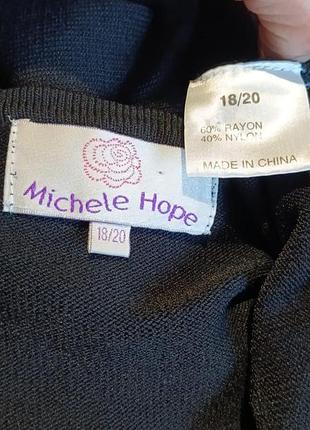 Michele Hope
18/20
18/20
60% RAYON
40% NYLON
MADE IN CHINA